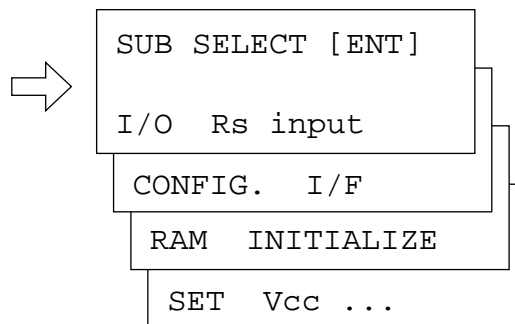 SUB SELECT [ENT]
I/O Rs input
CONFIG. I/F
RAM INITIALIZE
SET Vcc ...